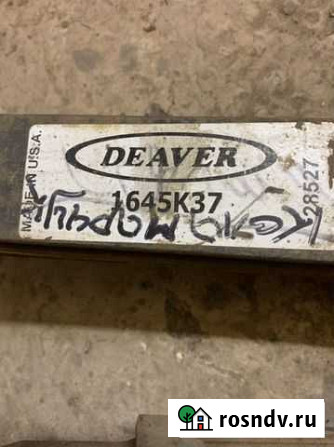 MADE IN U.S.A.
DEAVER
1645K37
28527
rosndv.ru